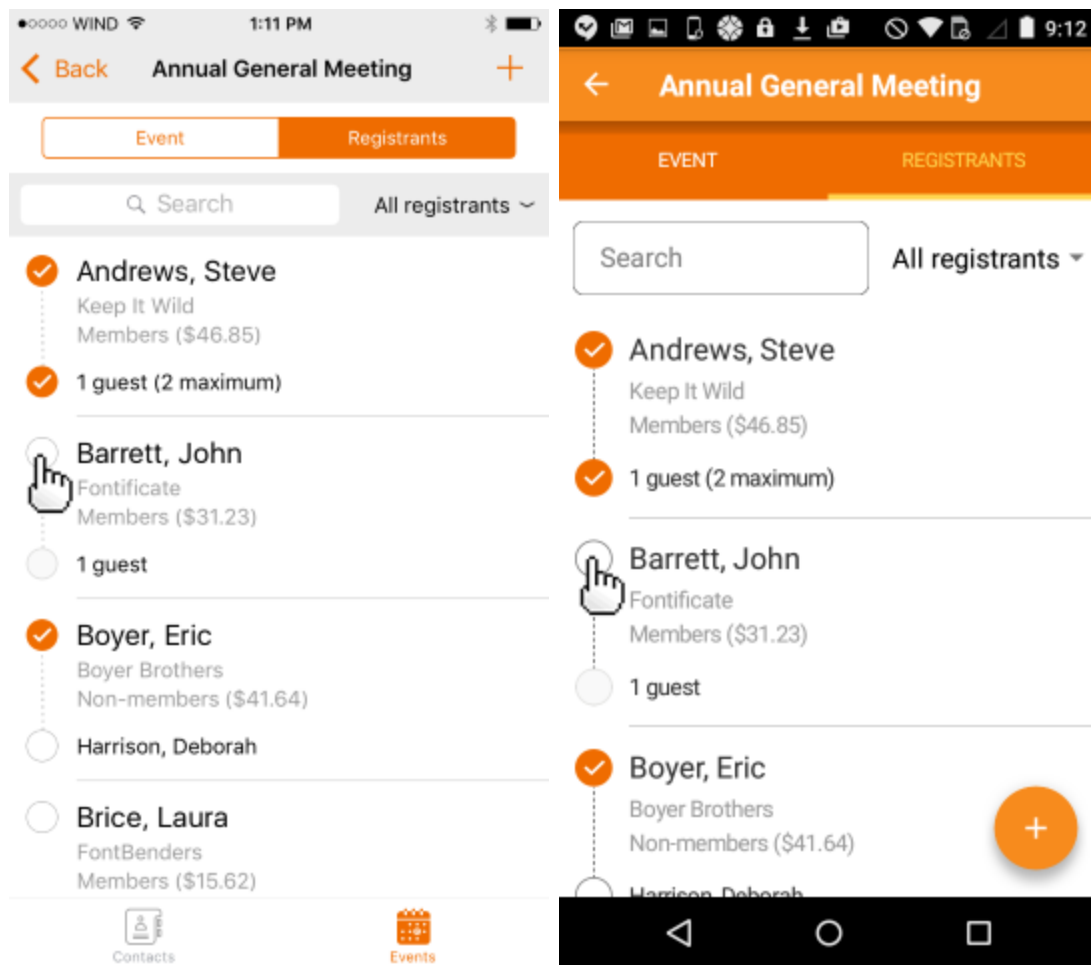 WIND 1:11 PM
Back Annual General Meeting +
Event Registrants
Search All registrants
Andrews, Steve
Keep It Wild
Members ($46.85)
1 guest (2 maximum)
Barrett, John
Fontificate
Members ($31.23)
1 guest
Boyer, Eric
Boyer Brothers
Non-members ($41.64)
Harrison, Deborah
Brice, Laura
FontBenders
Members ($15.62)
Contacts Events
9:12
Annual General Meeting
EVENT REGISTRANTS
Search All registrants
Andrews, Steve
Keep It Wild
Members ($46.85)
1 guest (2 maximum)
Barrett, John
Fontificate
Members ($31.23)
1 guest
Boyer, Eric
Boyer Brothers
Non-members ($41.64)
+
Harrison, Deborah